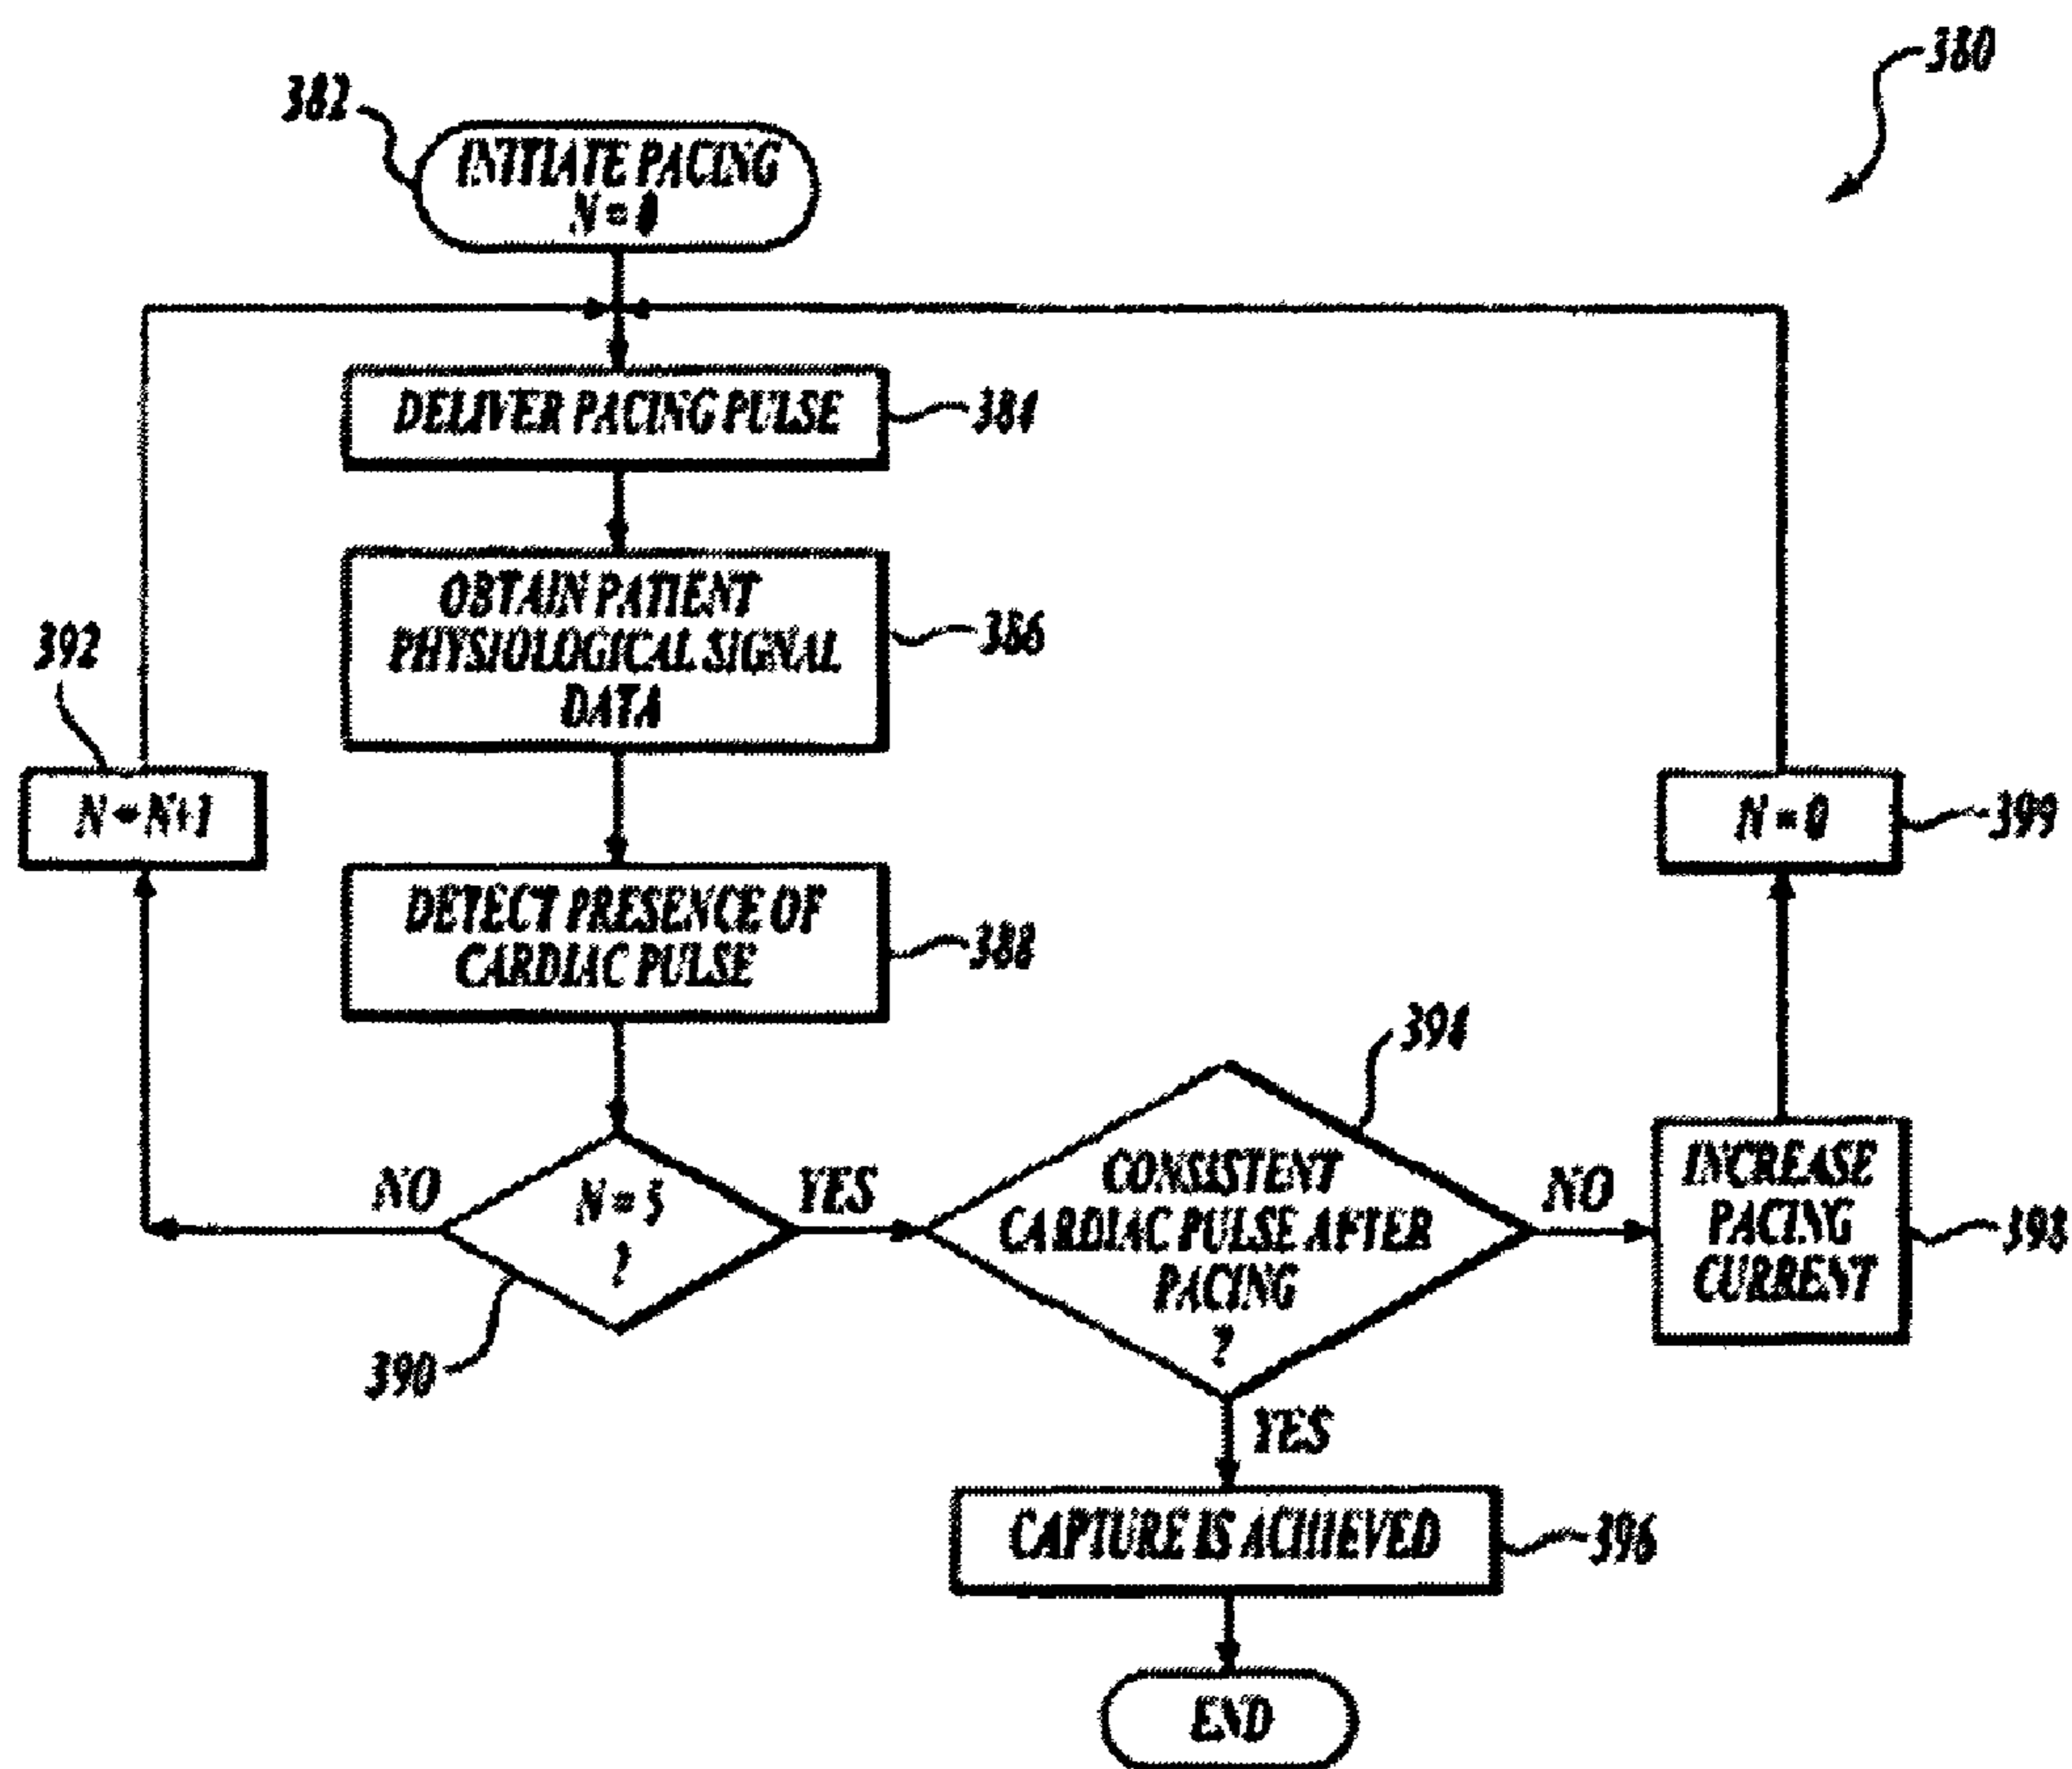 380
382
INITIATE PACING
N = 0
DELIVER PACING PULSE
384
OBTAIN PATIENT
PHYSIOLOGICAL SIGNAL
DATA
386
392
N = N+1
N = 0
399
DETECT PRESENCE OF
CARDIAC PULSE
388
394
NO
N = 5
?
YES
CONSISTENT
CARDIAC PULSE AFTER
PACING
?
NO
INCREASE
PACING
CURRENT
398
390
YES
CAPTURE IS ACHIEVED
396
END